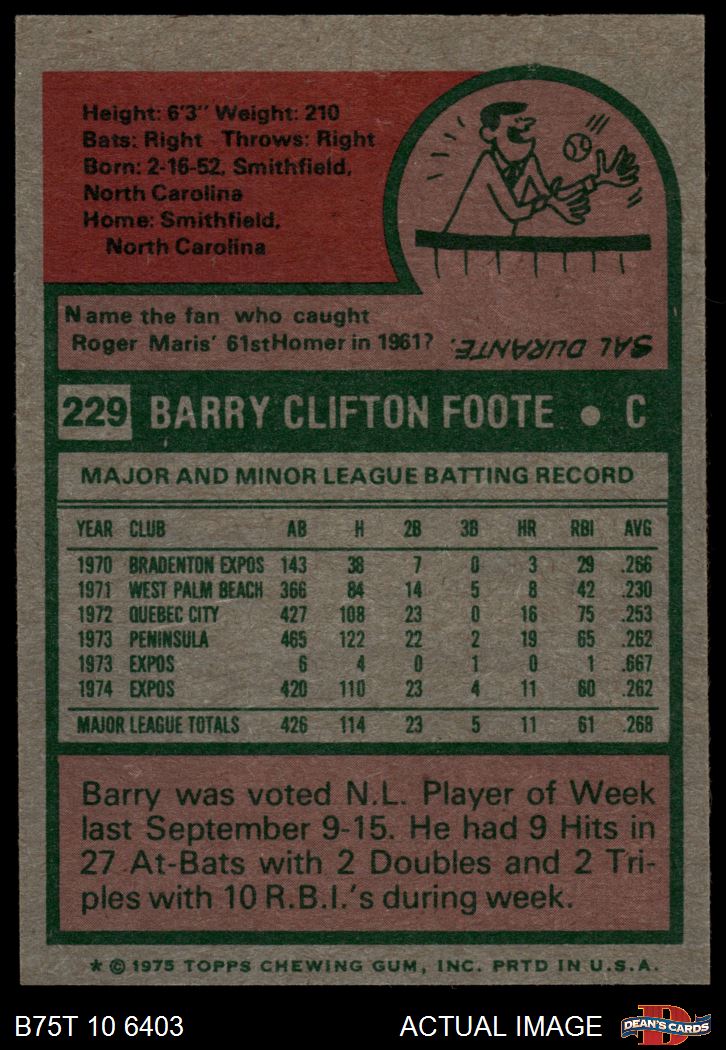 Height: 6'3" Weight: 210
Bats: Right Throws: Right
Born: 2-16-52, Smithfield,
North Carolina
Home: Smithfield,
North Carolina
Name the fan who caught
Roger Maris' 61st Homer in 1961?
SAL DURANTE.
229 BARRY CLIFTON FOOTE • C
MAJOR AND MINOR LEAGUE BATTING RECORD
YEAR CLUB AB H 2B 3B HR RBI AVG
1970 BRADENTON EXPOS 143 38 7 0 3 29 .266
1971 WEST PALM BEACH 366 84 14 5 8 42 .230
1972 QUEBEC CITY 427 108 23 0 16 75 .253
1973 PENINSULA 465 122 22 2 19 65 .262
1973 EXPOS 6 4 0 1 0 1 .667
1974 EXPOS 420 110 23 4 11 60 .262
MAJOR LEAGUE TOTALS 426 114 23 5 11 61 .268
Barry was voted N.L. Player of Week
last September 9-15. He had 9 Hits in
27 At-Bats with 2 Doubles and 2 Tri-
ples with 10 R.B.I.'s during week.
* © 1975 TOPPS CHEWING GUM, INC. PRTD IN U.S.A.
B75T 10 6403 ACTUAL IMAGE D DEAN'S CARDS